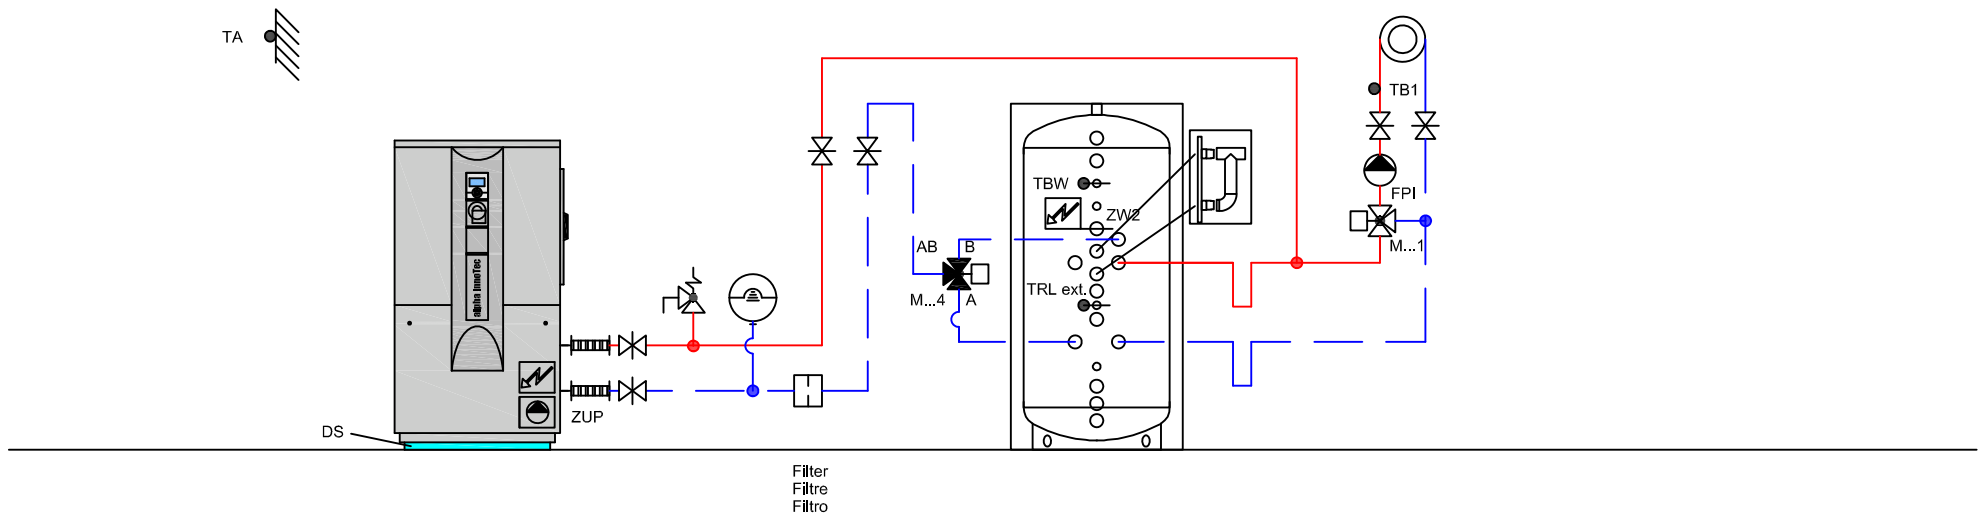 TA
TB1
TBW
FPI
ZW2
AB
B
M...1
alpha InnoTec
TRL ext.
M...4
A
ZUP
DS
Filter
Filtre
Filtro